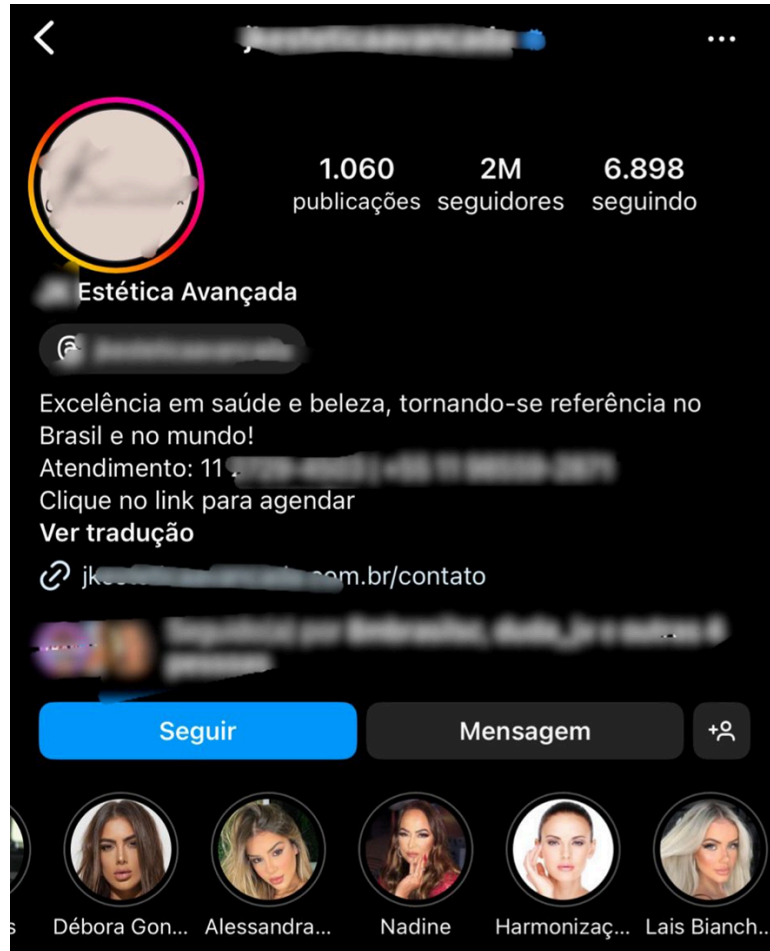 1.060 2M 6.898
publicações seguidores seguindo
Estética Avançada
Excelência em saúde e beleza, tornando-se referência no
Brasil e no mundo!
Atendimento: 11
Clique no link para agendar
Ver tradução
m.br/contato
Seguir Mensagem
s Débora Gon... Alessandra... Nadine Harmonizaç... Lais Bianch...